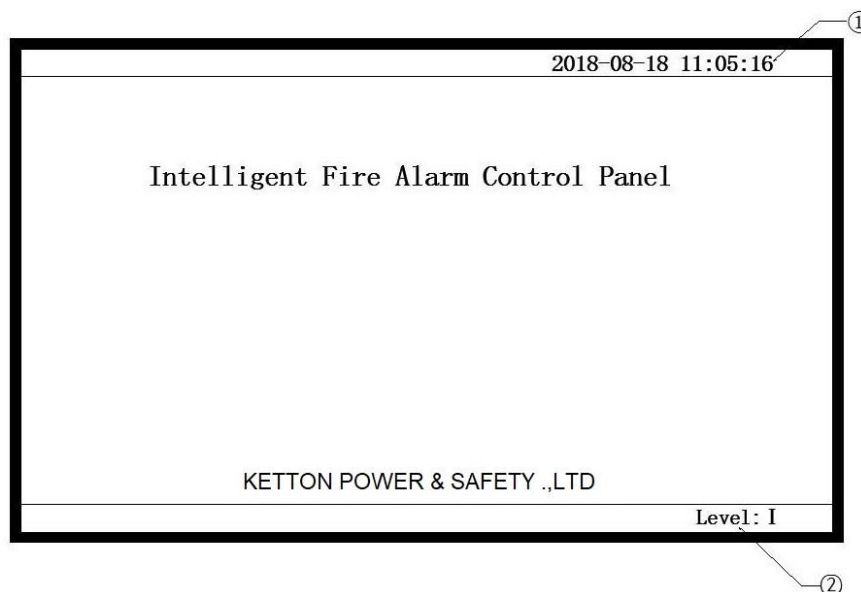 ①
2018-08-18 11:05:16
Intelligent Fire Alarm Control Panel
KETTON POWER & SAFETY .,LTD
Level: I
②